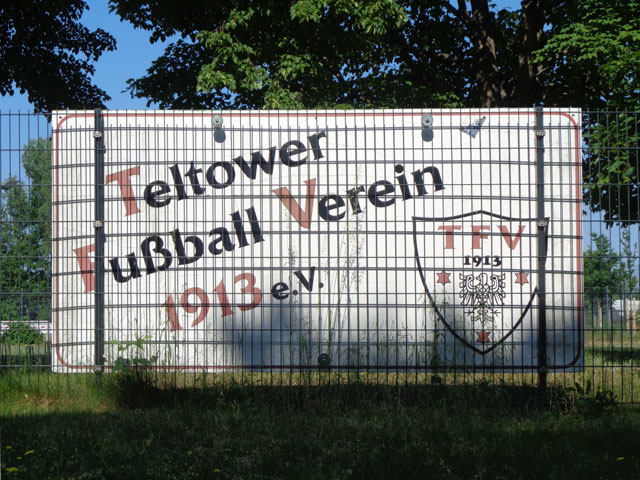 T Teltower
F Fußball Verein
V
1913 e.V.
TFV
1913